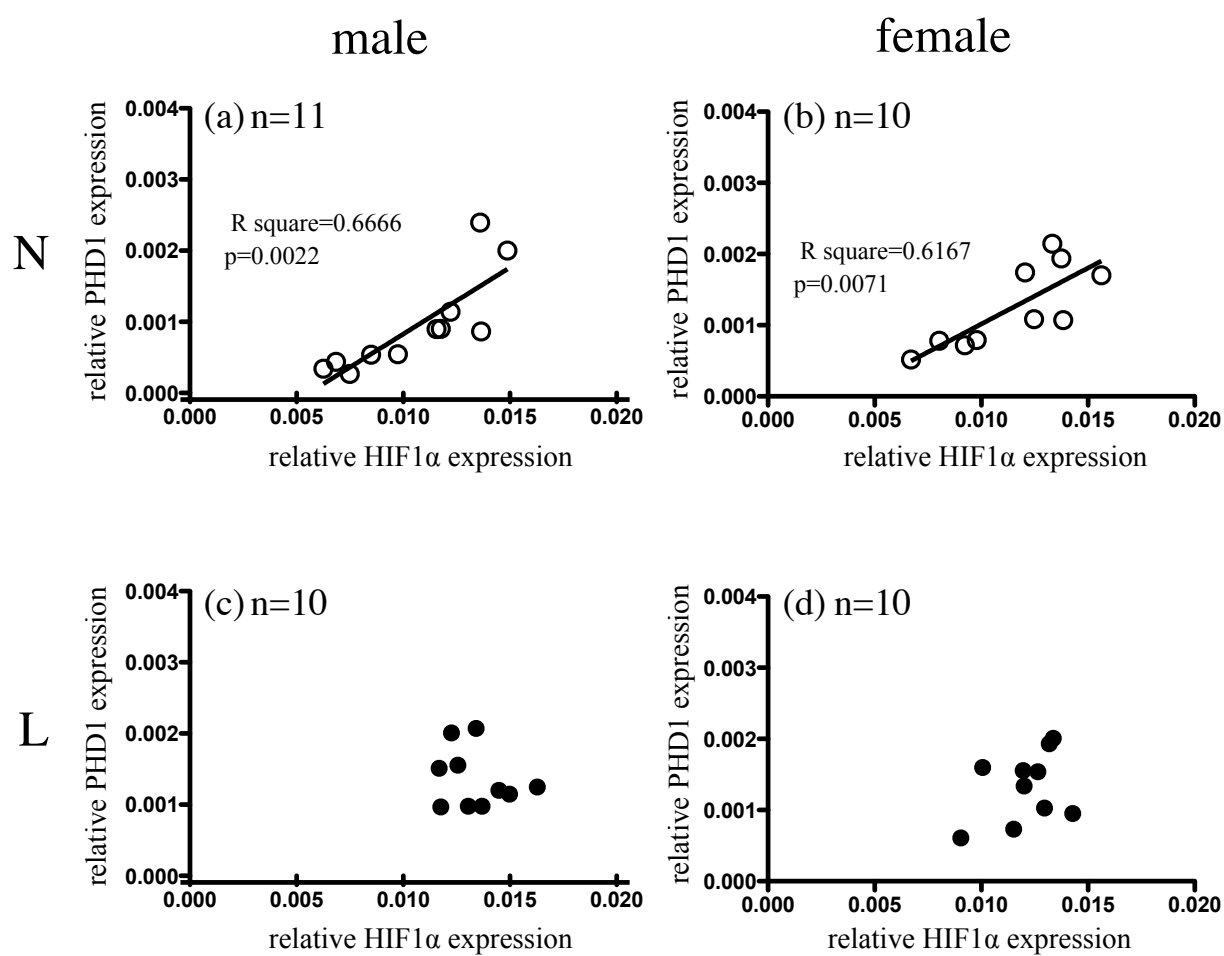 male
female
N
(a) n=11
R square=0.6666
p=0.0022
relative PHD1 expression
0.004
0.003
0.002
0.001
0.000
0.000 0.005 0.010 0.015 0.020
relative HIF1α expression
(b) n=10
R square=0.6167
p=0.0071
relative PHD1 expression
0.004
0.003
0.002
0.001
0.000
0.000 0.005 0.010 0.015 0.020
relative HIF1α expression
L
(c) n=10
relative PHD1 expression
0.004
0.003
0.002
0.001
0.000
0.000 0.005 0.010 0.015 0.020
relative HIF1α expression
(d) n=10
relative PHD1 expression
0.004
0.003
0.002
0.001
0.000
0.000 0.005 0.010 0.015 0.020
relative HIF1α expression